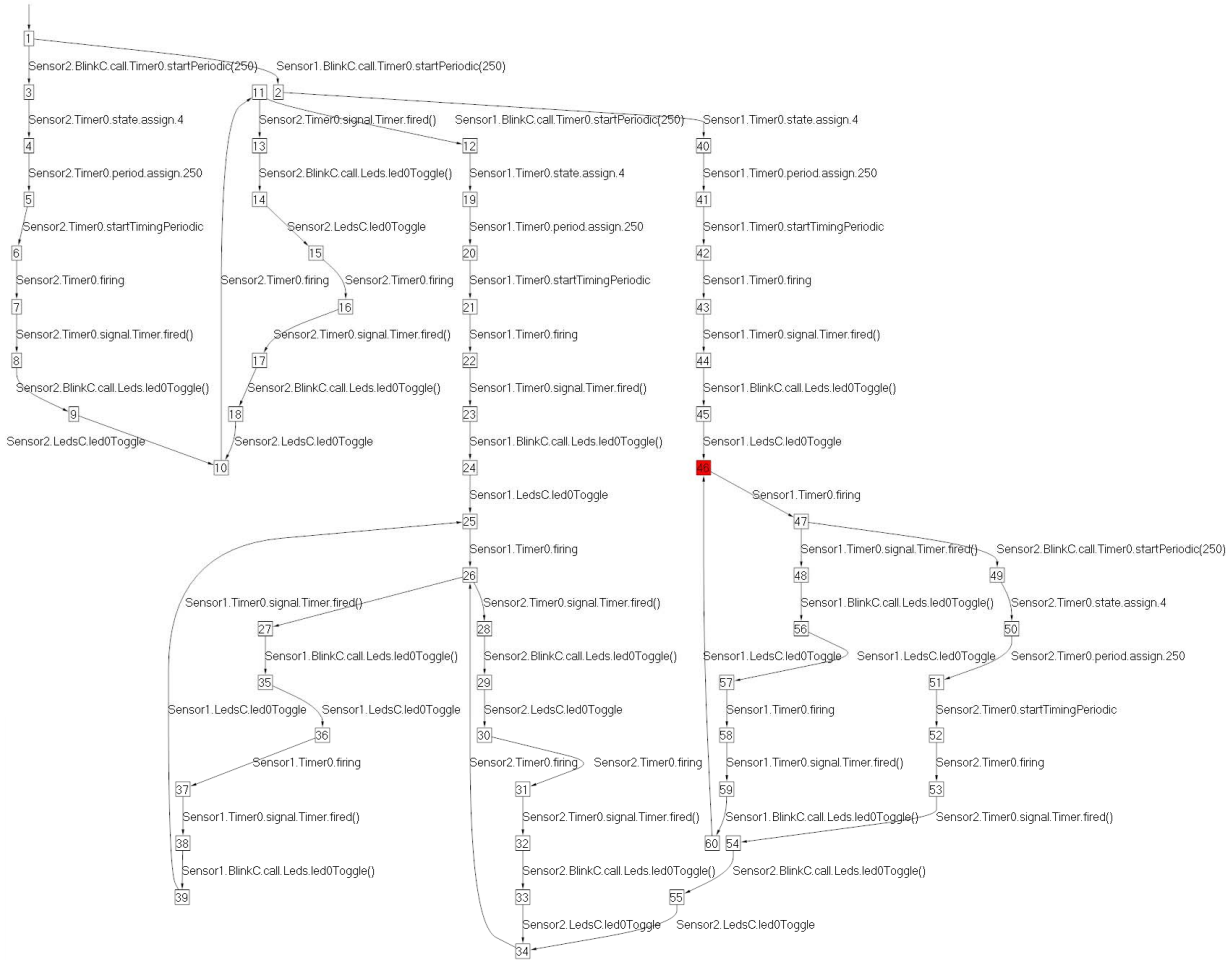 1
Sensor2.BlinkC.call.Timer0.startPeriodic(250) Sensor1.BlinkC.call.Timer0.startPeriodic(250)
3 11 2
Sensor2.Timer0.state.assign.4 Sensor2.Timer0.signal.Timer.fired() Sensor1.BlinkC.call.Timer0.startPeriodic(250) Sensor1.Timer0.state.assign.4
4 13 12 40
Sensor2.Timer0.period.assign.250 Sensor2.BlinkC.call.Leds.led0Toggle() Sensor1.Timer0.state.assign.4 Sensor1.Timer0.period.assign.250
5 14 19 41
Sensor2.Timer0.startTimingPeriodic Sensor2.LedsC.led0Toggle Sensor1.Timer0.period.assign.250 Sensor1.Timer0.startTimingPeriodic
6 15 20 42
Sensor2.Timer0.firing Sensor2.Timer0.firing Sensor2.Timer0.firing Sensor1.Timer0.startTimingPeriodic Sensor1.Timer0.firing
7 16 21 43
Sensor2.Timer0.signal.Timer.fired() Sensor2.Timer0.signal.Timer.fired() Sensor1.Timer0.firing Sensor1.Timer0.signal.Timer.fired()
8 17 22 44
Sensor2.BlinkC.call.Leds.led0Toggle() Sensor2.BlinkC.call.Leds.led0Toggle() Sensor1.Timer0.signal.Timer.fired() Sensor1.BlinkC.call.Leds.led0Toggle()
9 18 23 45
Sensor2.LedsC.led0Toggle Sensor2.LedsC.led0Toggle Sensor1.BlinkC.call.Leds.led0Toggle() Sensor1.LedsC.led0Toggle
10 24 46
Sensor1.LedsC.led0Toggle Sensor1.Timer0.firing
25 47
Sensor1.Timer0.firing Sensor1.Timer0.signal.Timer.fired() Sensor2.BlinkC.call.Timer0.startPeriodic(250)
26 48 49
Sensor1.Timer0.signal.Timer.fired() Sensor2.Timer0.signal.Timer.fired() Sensor1.BlinkC.call.Leds.led0Toggle() Sensor2.Timer0.state.assign.4
27 28 56 50
Sensor1.BlinkC.call.Leds.led0Toggle() Sensor2.BlinkC.call.Leds.led0Toggle() Sensor1.LedsC.led0Toggle Sensor1.LedsC.led0Toggle Sensor2.Timer0.period.assign.250
35 29 57 51
Sensor1.LedsC.led0Toggle Sensor1.LedsC.led0Toggle Sensor2.LedsC.led0Toggle Sensor1.Timer0.firing Sensor2.Timer0.startTimingPeriodic
36 30 58 52
Sensor1.Timer0.firing Sensor2.Timer0.firing Sensor2.Timer0.firing Sensor1.Timer0.signal.Timer.fired() Sensor2.Timer0.firing
37 31 59 53
Sensor1.Timer0.signal.Timer.fired() Sensor2.Timer0.signal.Timer.fired() Sensor1.BlinkC.call.Leds.led0Toggle() Sensor2.Timer0.signal.Timer.fired()
38 32 60 54
Sensor1.BlinkC.call.Leds.led0Toggle() Sensor2.BlinkC.call.Leds.led0Toggle() Sensor2.BlinkC.call.Leds.led0Toggle()
39 33 55
Sensor2.LedsC.led0Toggle Sensor2.LedsC.led0Toggle
34